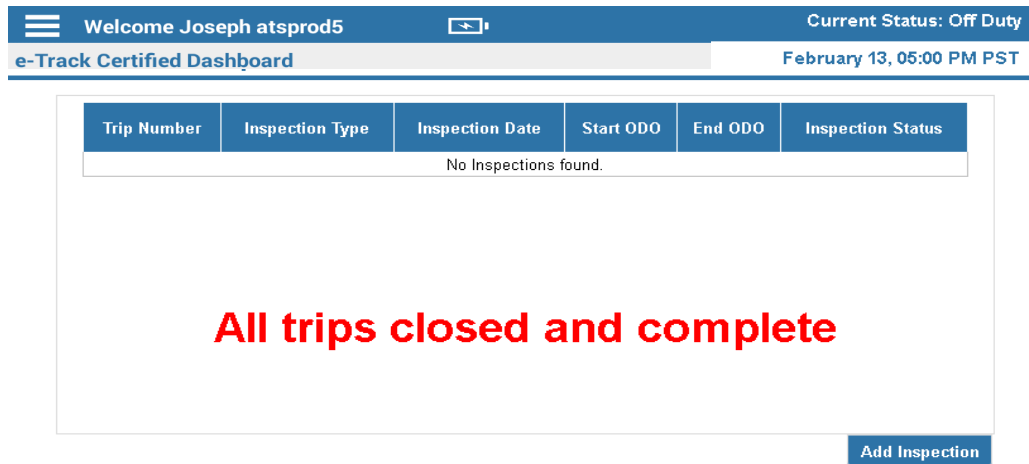 Welcome Joseph atsprod5 Current Status: Off Duty
e-Track Certified Dashboard February 13, 05:00 PM PST
Trip Number Inspection Type Inspection Date Start ODO End ODO Inspection Status
No Inspections found.
All trips closed and complete
Add Inspection